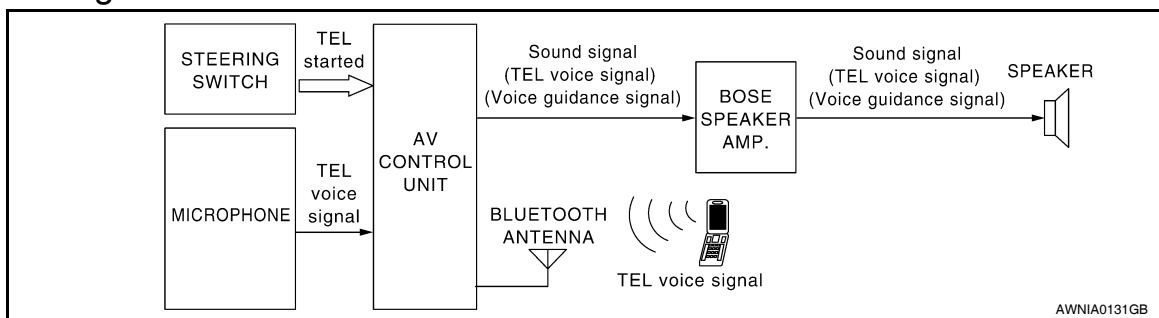 STEERING
SWITCH
TEL
started
MICROPHONE
TEL
voice
signal
AV
CONTROL
UNIT
Sound signal
(TEL voice signal)
(Voice guidance signal)
BOSE
SPEAKER
AMP.
Sound signal
(TEL voice signal)
(Voice guidance signal)
SPEAKER
BLUETOOTH
ANTENNA
TEL voice signal
AWNIA0131GB